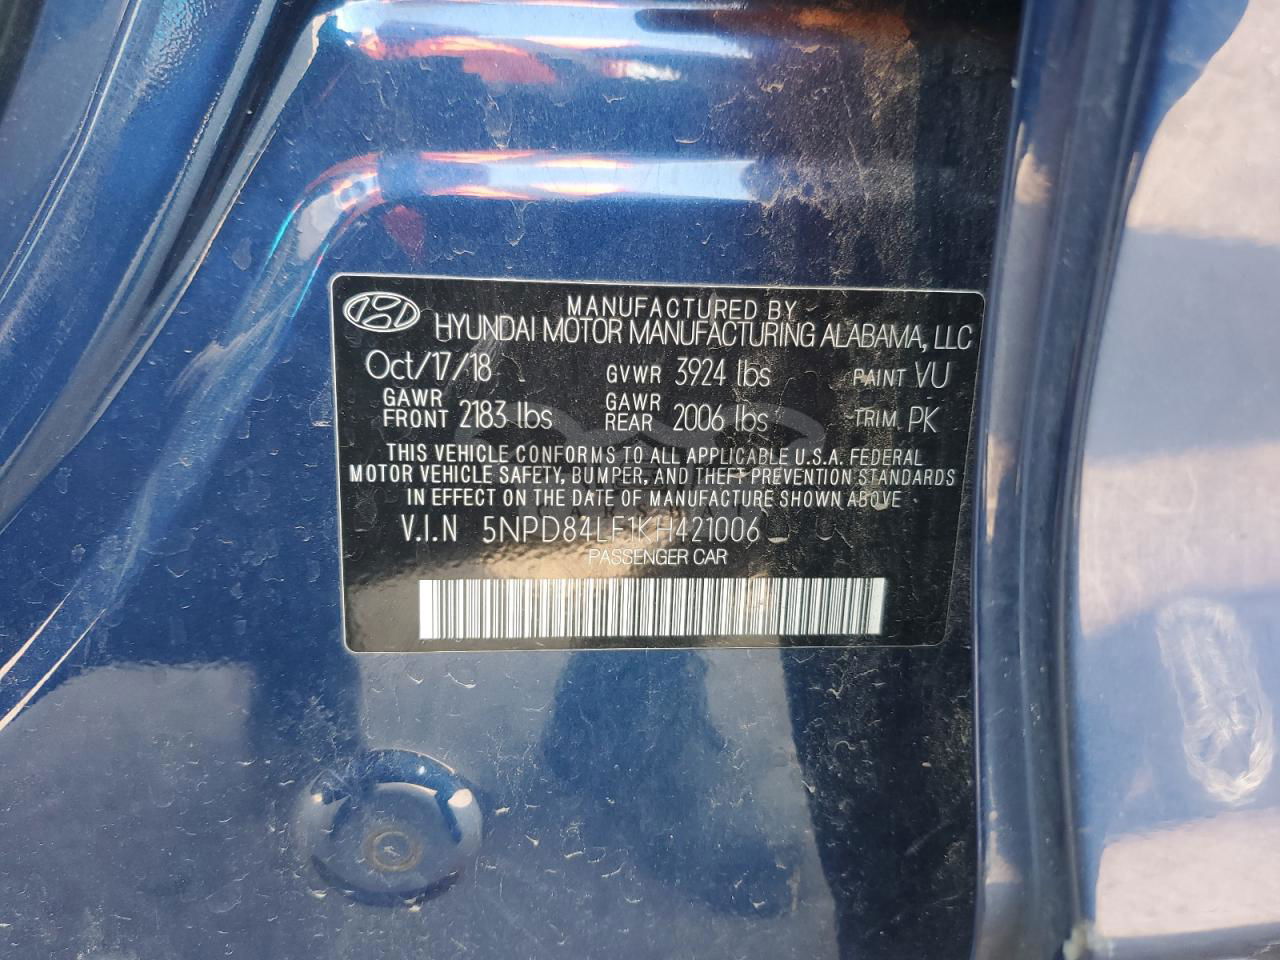 MANUFACTURED BY
HYUNDAI MOTOR MANUFACTURING ALABAMA, LLC
Oct/17/18 GVWR 3924 lbs PAINT VU
GAWR FRONT 2183 lbs GAWR REAR 2006 lbs TRIM PK
THIS VEHICLE CONFORMS TO ALL APPLICABLE U.S.A. FEDERAL
MOTOR VEHICLE SAFETY, BUMPER, AND THEFT PREVENTION STANDARDS
IN EFFECT ON THE DATE OF MANUFACTURE SHOWN ABOVE
V.I.N 5NPD84LF1KH421006
PASSENGER CAR